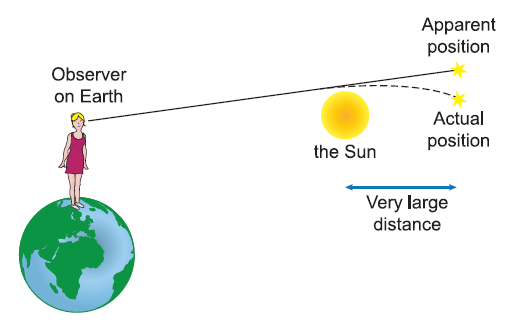 Apparent
position
Observer
on Earth
Actual
position
the Sun
Very large
distance